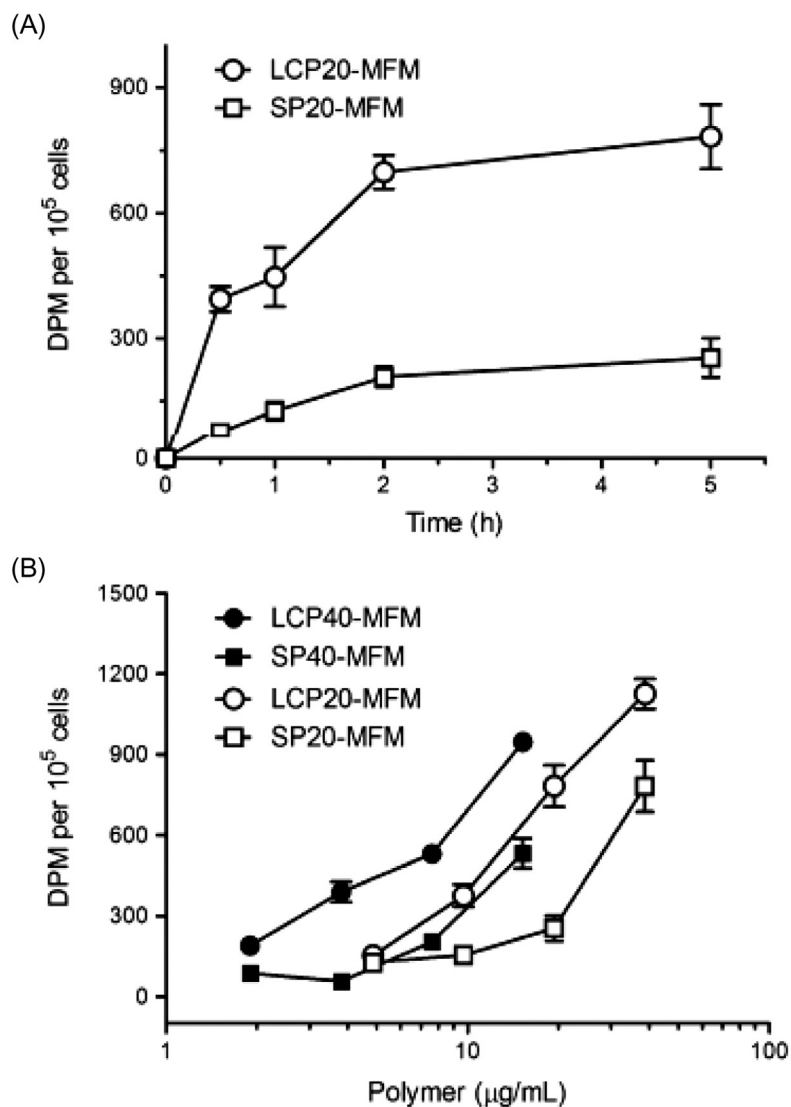 (A)
LCP20-MFM
SP20-MFM
900
600
300
0
DPM per 10⁵ cells
0 1 2 3 4 5
Time (h)
(B)
LCP40-MFM
SP40-MFM
LCP20-MFM
SP20-MFM
1500
1200
900
600
300
0
DPM per 10⁵ cells
1 10 100
Polymer (μg/mL)